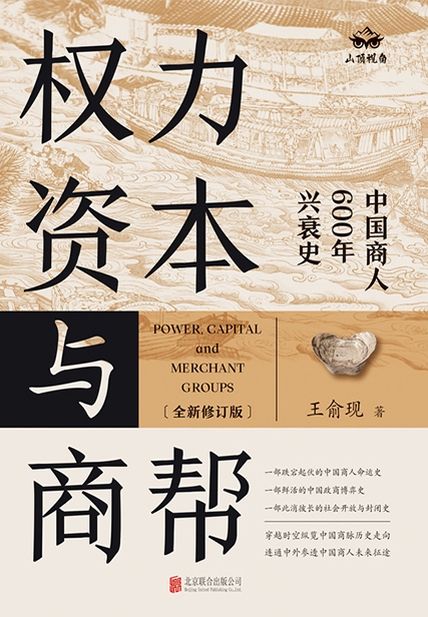 山顶视角
权力
资本
与
商帮
中国商人
600年
兴衰史
POWER, CAPITAL
and
MERCHANT
GROUPS
〔全新修订版〕
王俞现 著
一部跌宕起伏的中国商人命运史
一部鲜活的中国政商博弈史
一部此消彼长的社会开放与封闭史
穿越时空纵览中国商脉历史走向
连通中外参透中国商人未来征途
北京联合出版公司
Beijing United Publishing Co.,Ltd.